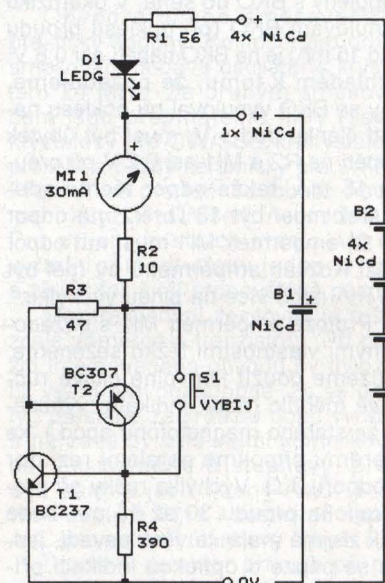 R1 56
+
4x NiCd
D1
LEDG
+
1x NiCd
+
MI1
30mA
B2
4x
NiCd
R2
10
R3
47
B1
+
NiCd
BC307
T2
S1
VYBIJ
T1
BC237
R4
390
0V